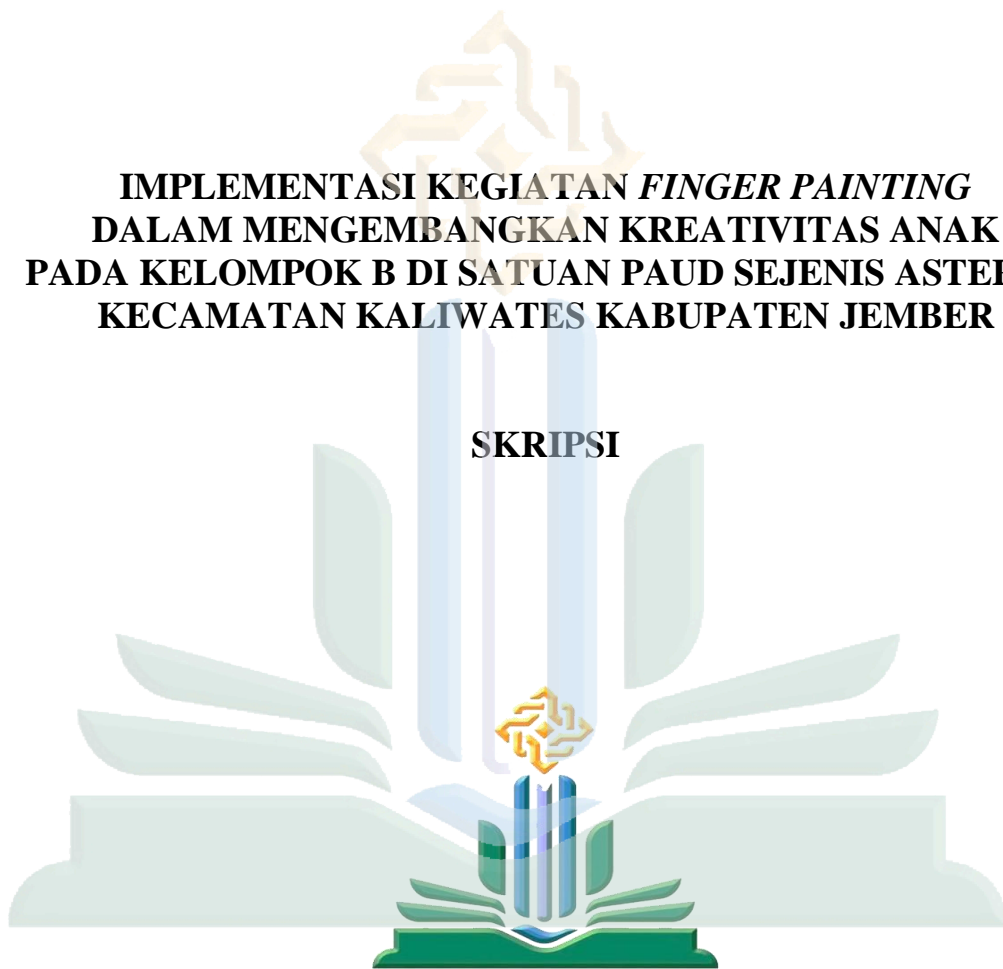 IMPLEMENTASI KEGIATAN FINGER PAINTING
DALAM MENGEMBANGKAN KREATIVITAS ANAK
PADA KELOMPOK B DI SATUAN PAUD SEJENIS
KECAMATAN KALIWATES KABUPATEN JEMBER
SKRIPSI